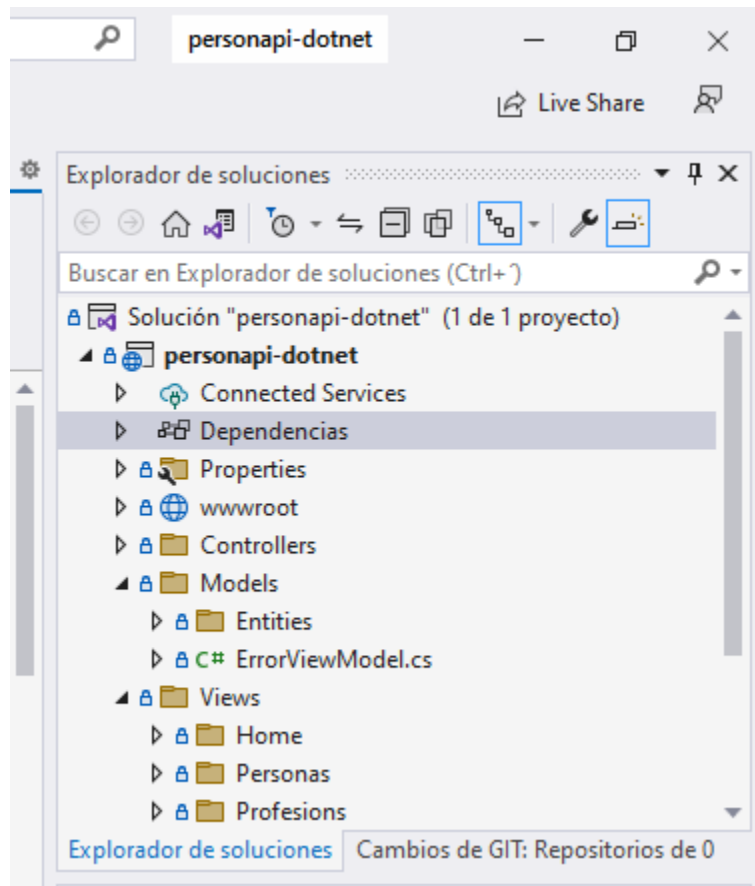 personapi-dotnet
Live Share
Explorador de soluciones
Buscar en Explorador de soluciones (Ctrl+´)
Solución "personapi-dotnet" (1 de 1 proyecto)
personapi-dotnet
Connected Services
Dependencias
Properties
wwwroot
Controllers
Models
Entities
C# ErrorViewModel.cs
Views
Home
Personas
Profesions
Explorador de soluciones Cambios de GIT: Repositorios de 0